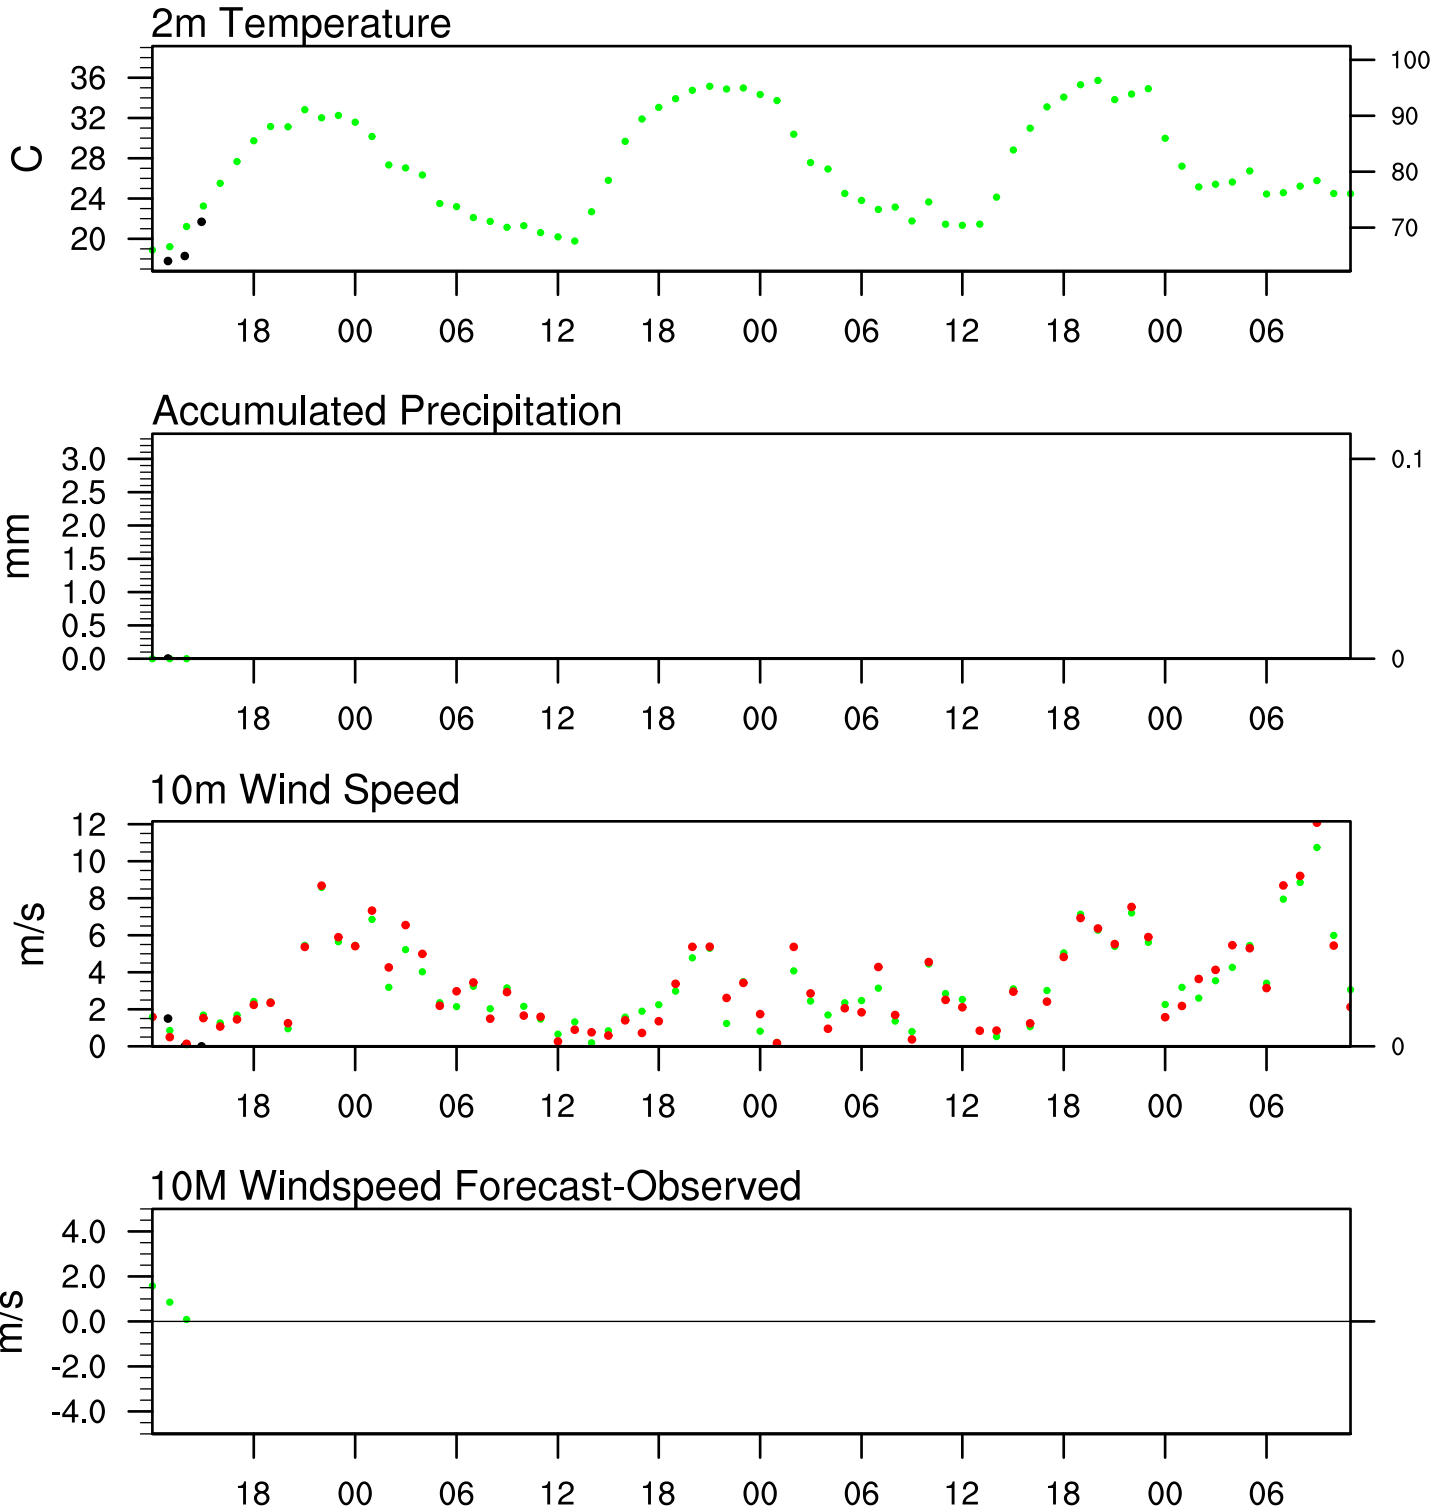 2m Temperature
36
32
28
24
20
C
100
90
80
70
18 00 06 12 18 00 06 12 18 00 06
Accumulated Precipitation
3.0
2.5
2.0
1.5
1.0
0.5
0.0
mm
0.1
0
18 00 06 12 18 00 06 12 18 00 06
10m Wind Speed
12
10
8
6
4
2
0
m/s
0
18 00 06 12 18 00 06 12 18 00 06
10M Windspeed Forecast-Observed
4.0
2.0
0.0
-2.0
-4.0
m/s
18 00 06 12 18 00 06 12 18 00 06